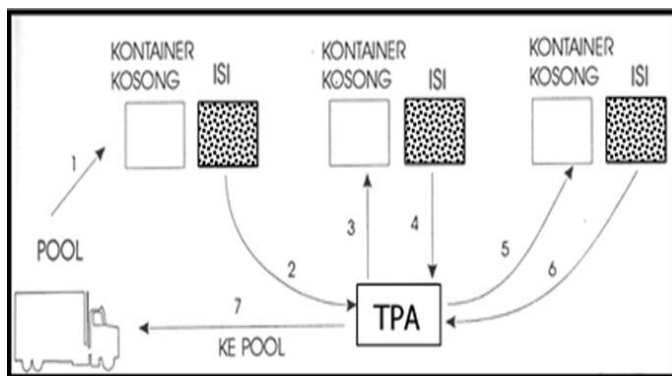 KONTAINER
KOSONG
ISI
KONTAINER
KOSONG
ISI
KONTAINER
KOSONG
ISI
1
POOL
2
3
4
5
6
7
KE POOL
TPA